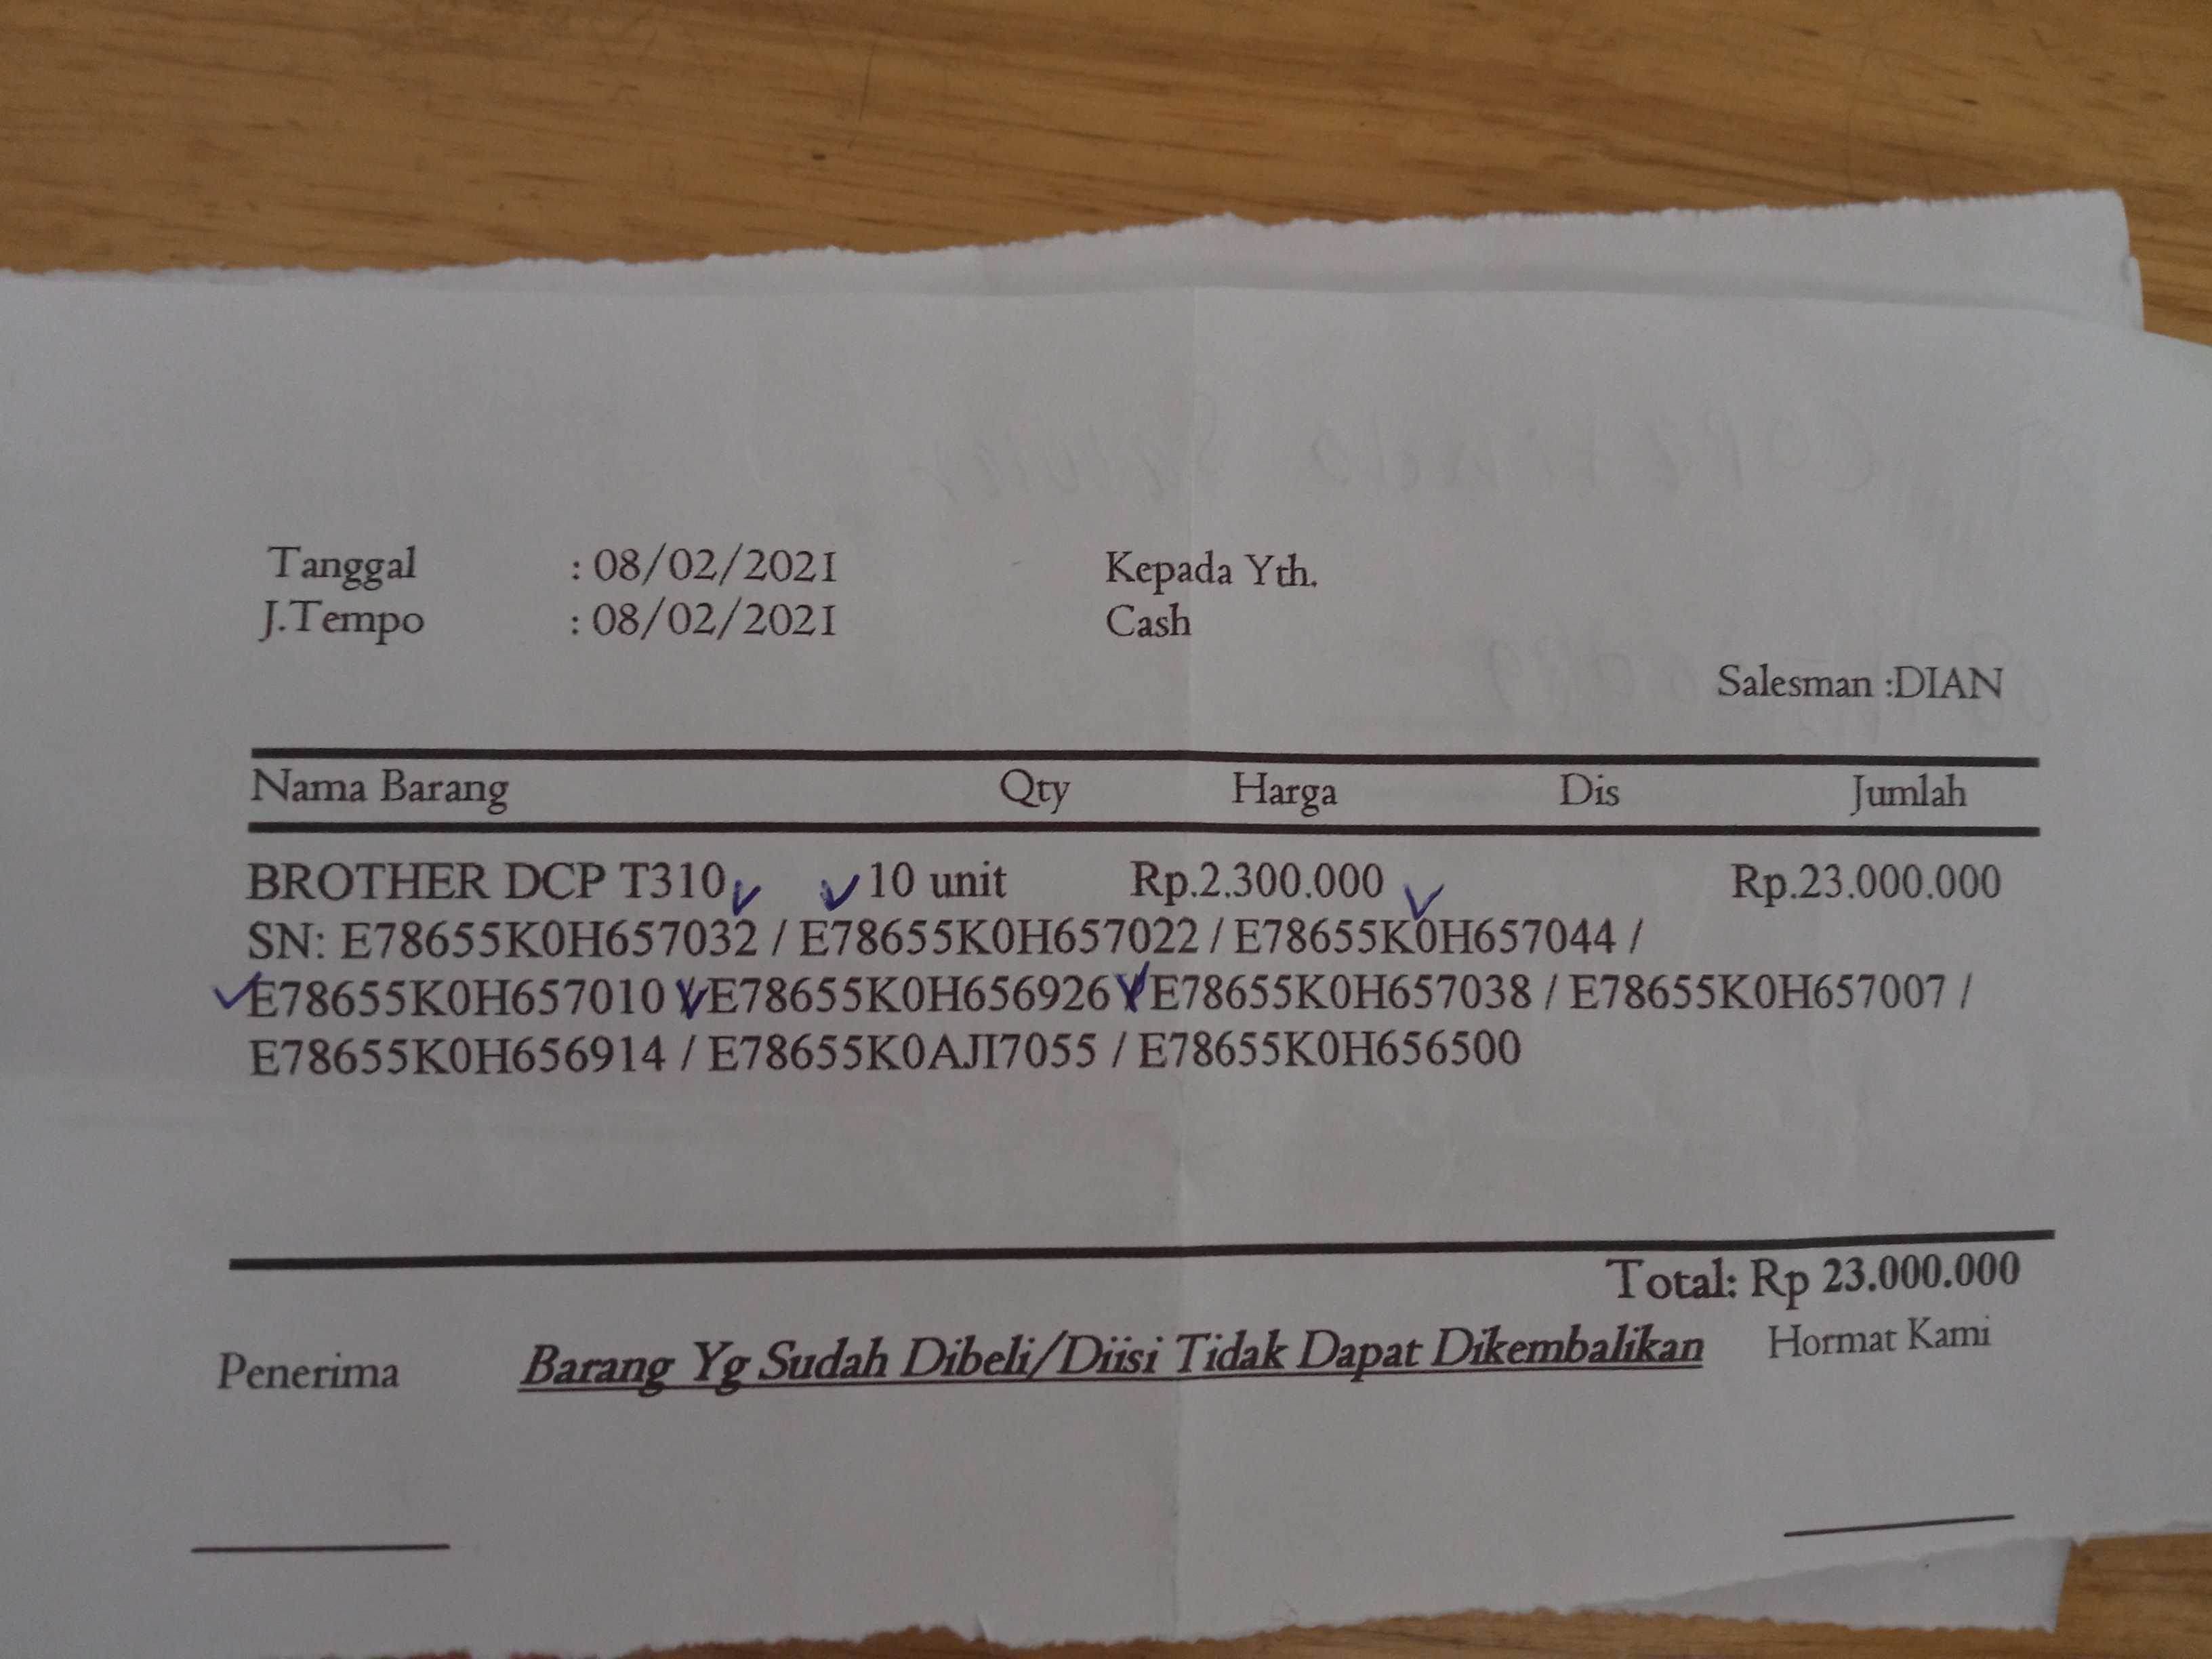 Tanggal : 08/02/2021 Kepada Yth.
J.Tempo : 08/02/2021 Cash
Salesman :DIAN
Nama Barang Qty Harga Dis Jumlah
BROTHER DCP T310 10 unit Rp.2.300.000 Rp.23.000.000
SN: E78655K0H657032 / E78655K0H657022 / E78655K0H657044 /
E78655K0H657010 / E78655K0H656926 / E78655K0H657038 / E78655K0H657007 /
E78655K0H656914 / E78655K0AJI7055 / E78655K0H656500
Total: Rp 23.000.000
Penerima Barang Yg Sudah Dibeli/Diisi Tidak Dapat Dikembalikan Hormat Kami